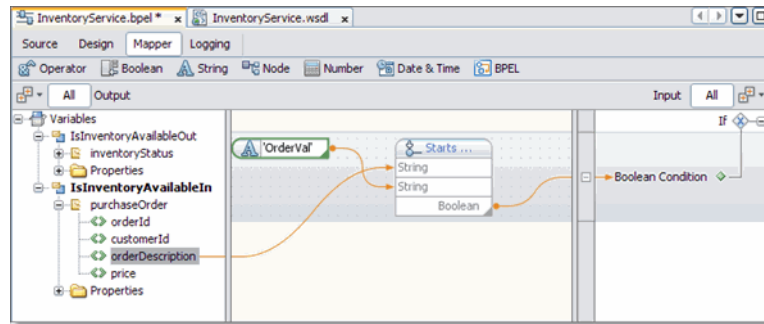 InventoryService.bpel * x InventoryService.wsdl x
Source Design Mapper Logging
Operator Boolean String Node Number Date & Time BPEL
All Output Input All
Variables
If
IsInventoryAvailableOut
inventoryStatus
'OrderVal' Starts ...
Properties
String
IsInventoryAvailableIn
String
Boolean Condition
purchaseOrder
Boolean
orderId
customerId
orderDescription
price
Properties